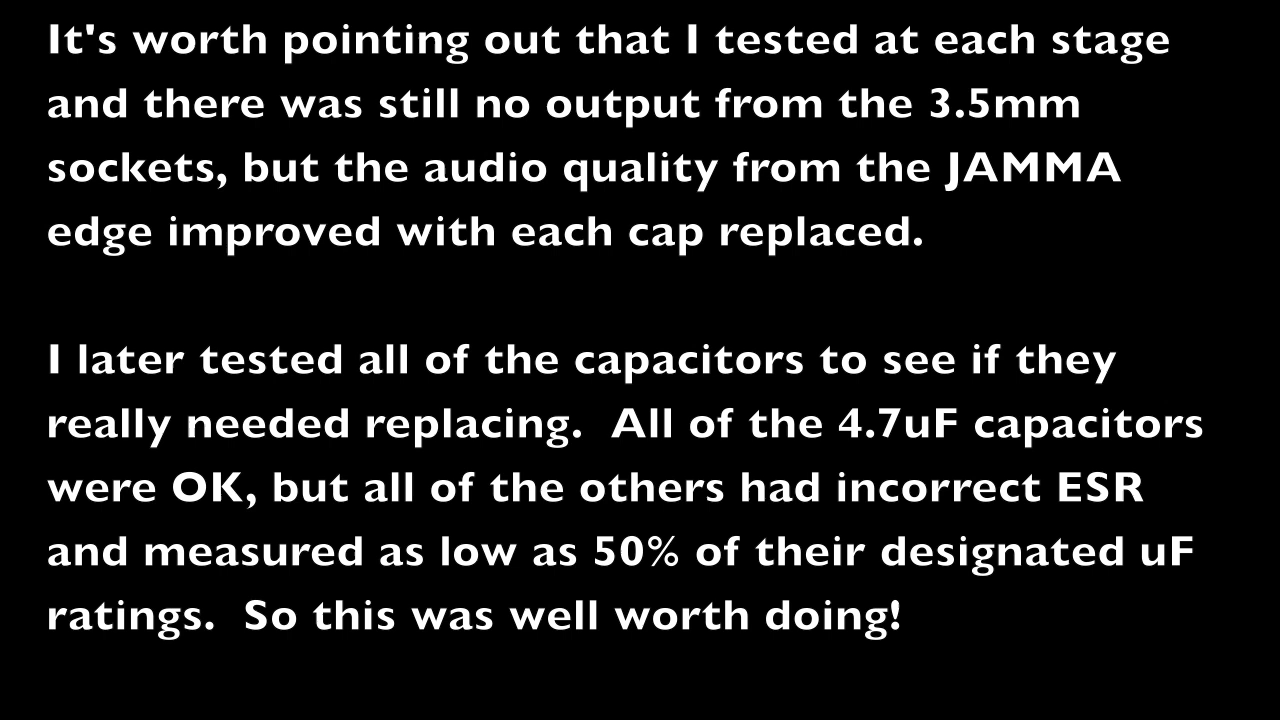 It's worth pointing out that I tested at each stage
and there was still no output from the 3.5mm
sockets, but the audio quality from the JAMMA
edge improved with each cap replaced.
I later tested all of the capacitors to see if they
really needed replacing.  All of the 4.7uF capacitors
were OK, but all of the others had incorrect ESR
and measured as low as 50% of their designated uF
ratings.  So this was well worth doing!